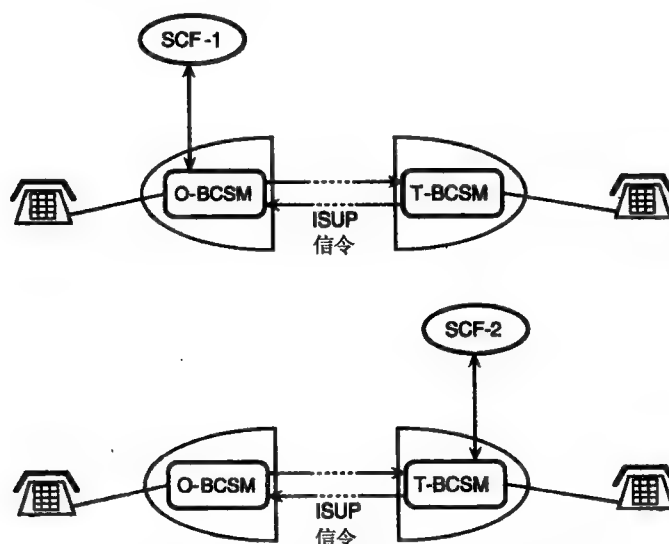 SCF-1
O-BCSM
T-BCSM
ISUP
信令
SCF-2
O-BCSM
T-BCSM
ISUP
信令